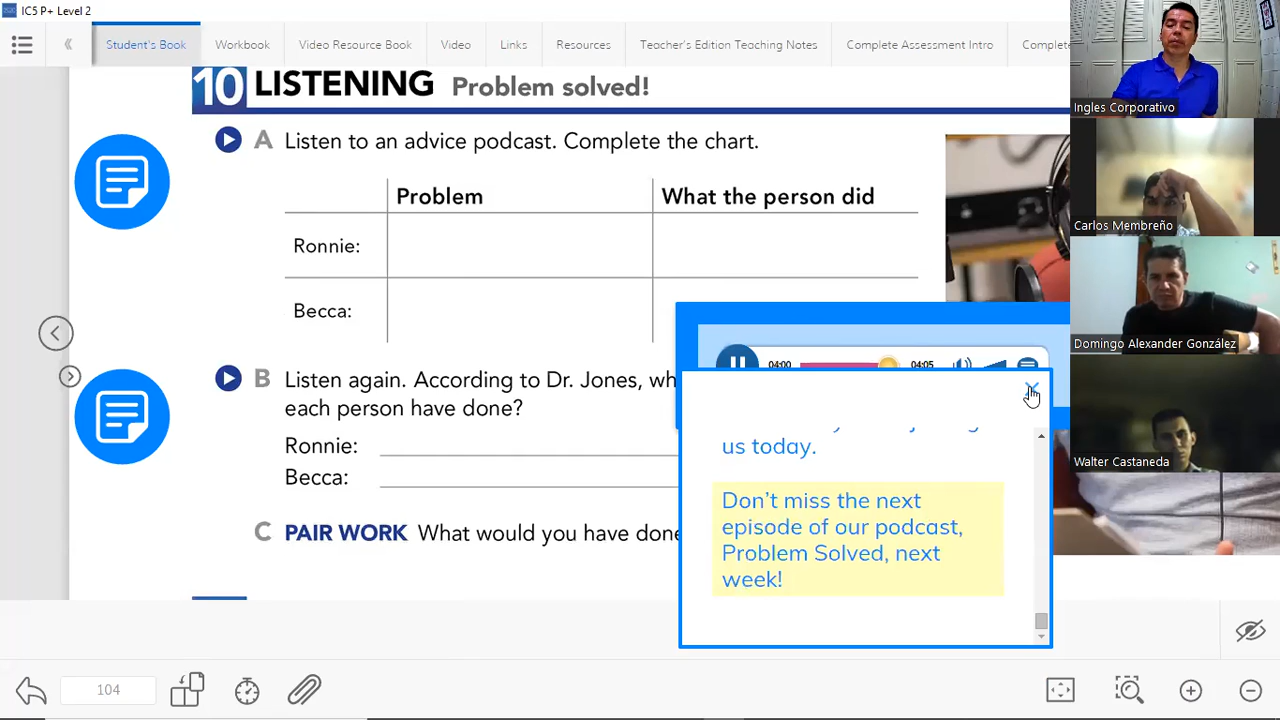 IC5 P+ Level 2
Student's Book
Workbook
Video Resource Book
Video
Links
Resources
Teacher's Edition Teaching Notes
Complete Assessment Intro
Complete
10 LISTENING Problem solved!
A Listen to an advice podcast. Complete the chart.
Problem
What the person did
Ronnie:
Becca:
04:00
04:05
B Listen again. According to Dr. Jones, wh
each person have done?
Ronnie:
Becca:
C PAIR WORK What would you have done
us today.
Don't miss the next
episode of our podcast,
Problem Solved, next
week!
104
Ingles Corporativo
Carlos Membreño
Domingo Alexander González
Walter Castaneda